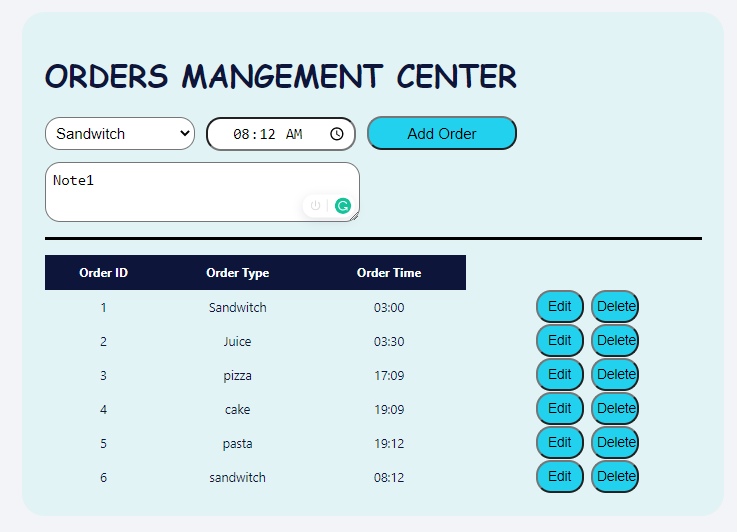 ORDERS MANGEMENT CENTER
Sandwitch 08:12 AM Add Order
Note1
Order ID Order Type Order Time
1 Sandwitch 03:00 Edit Delete
2 Juice 03:30 Edit Delete
3 pizza 17:09 Edit Delete
4 cake 19:09 Edit Delete
5 pasta 19:12 Edit Delete
6 sandwitch 08:12 Edit Delete